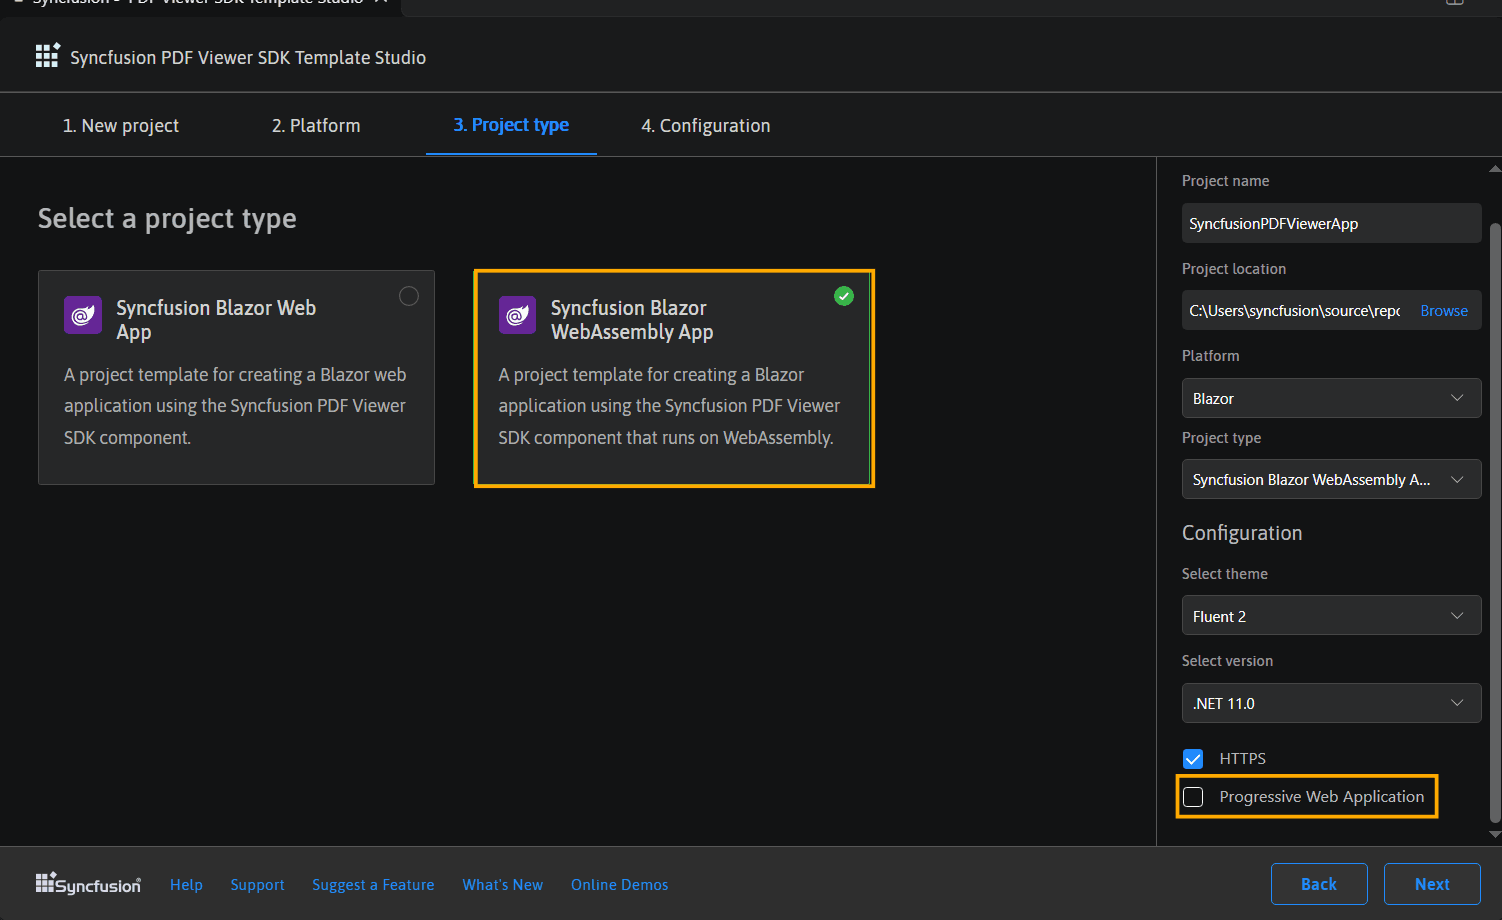 Syncfusion PDF Viewer SDK Template Studio
1. New project
2. Platform
3. Project type
4. Configuration
Select a project type
Syncfusion Blazor Web
App
A project template for creating a Blazor web
application using the Syncfusion PDF Viewer
SDK component.
Syncfusion Blazor
WebAssembly App
A project template for creating a Blazor
application using the Syncfusion PDF Viewer
SDK component that runs on WebAssembly.
Project name
SyncfusionPDFViewerApp
Project location
C:\Users\syncfusion\source\repo
Browse
Platform
Blazor
Project type
Syncfusion Blazor WebAssembly A...
Configuration
Select theme
Fluent 2
Select version
.NET 11.0
HTTPS
Progressive Web Application
Syncfusion®
Help
Support
Suggest a Feature
What's New
Online Demos
Back
Next